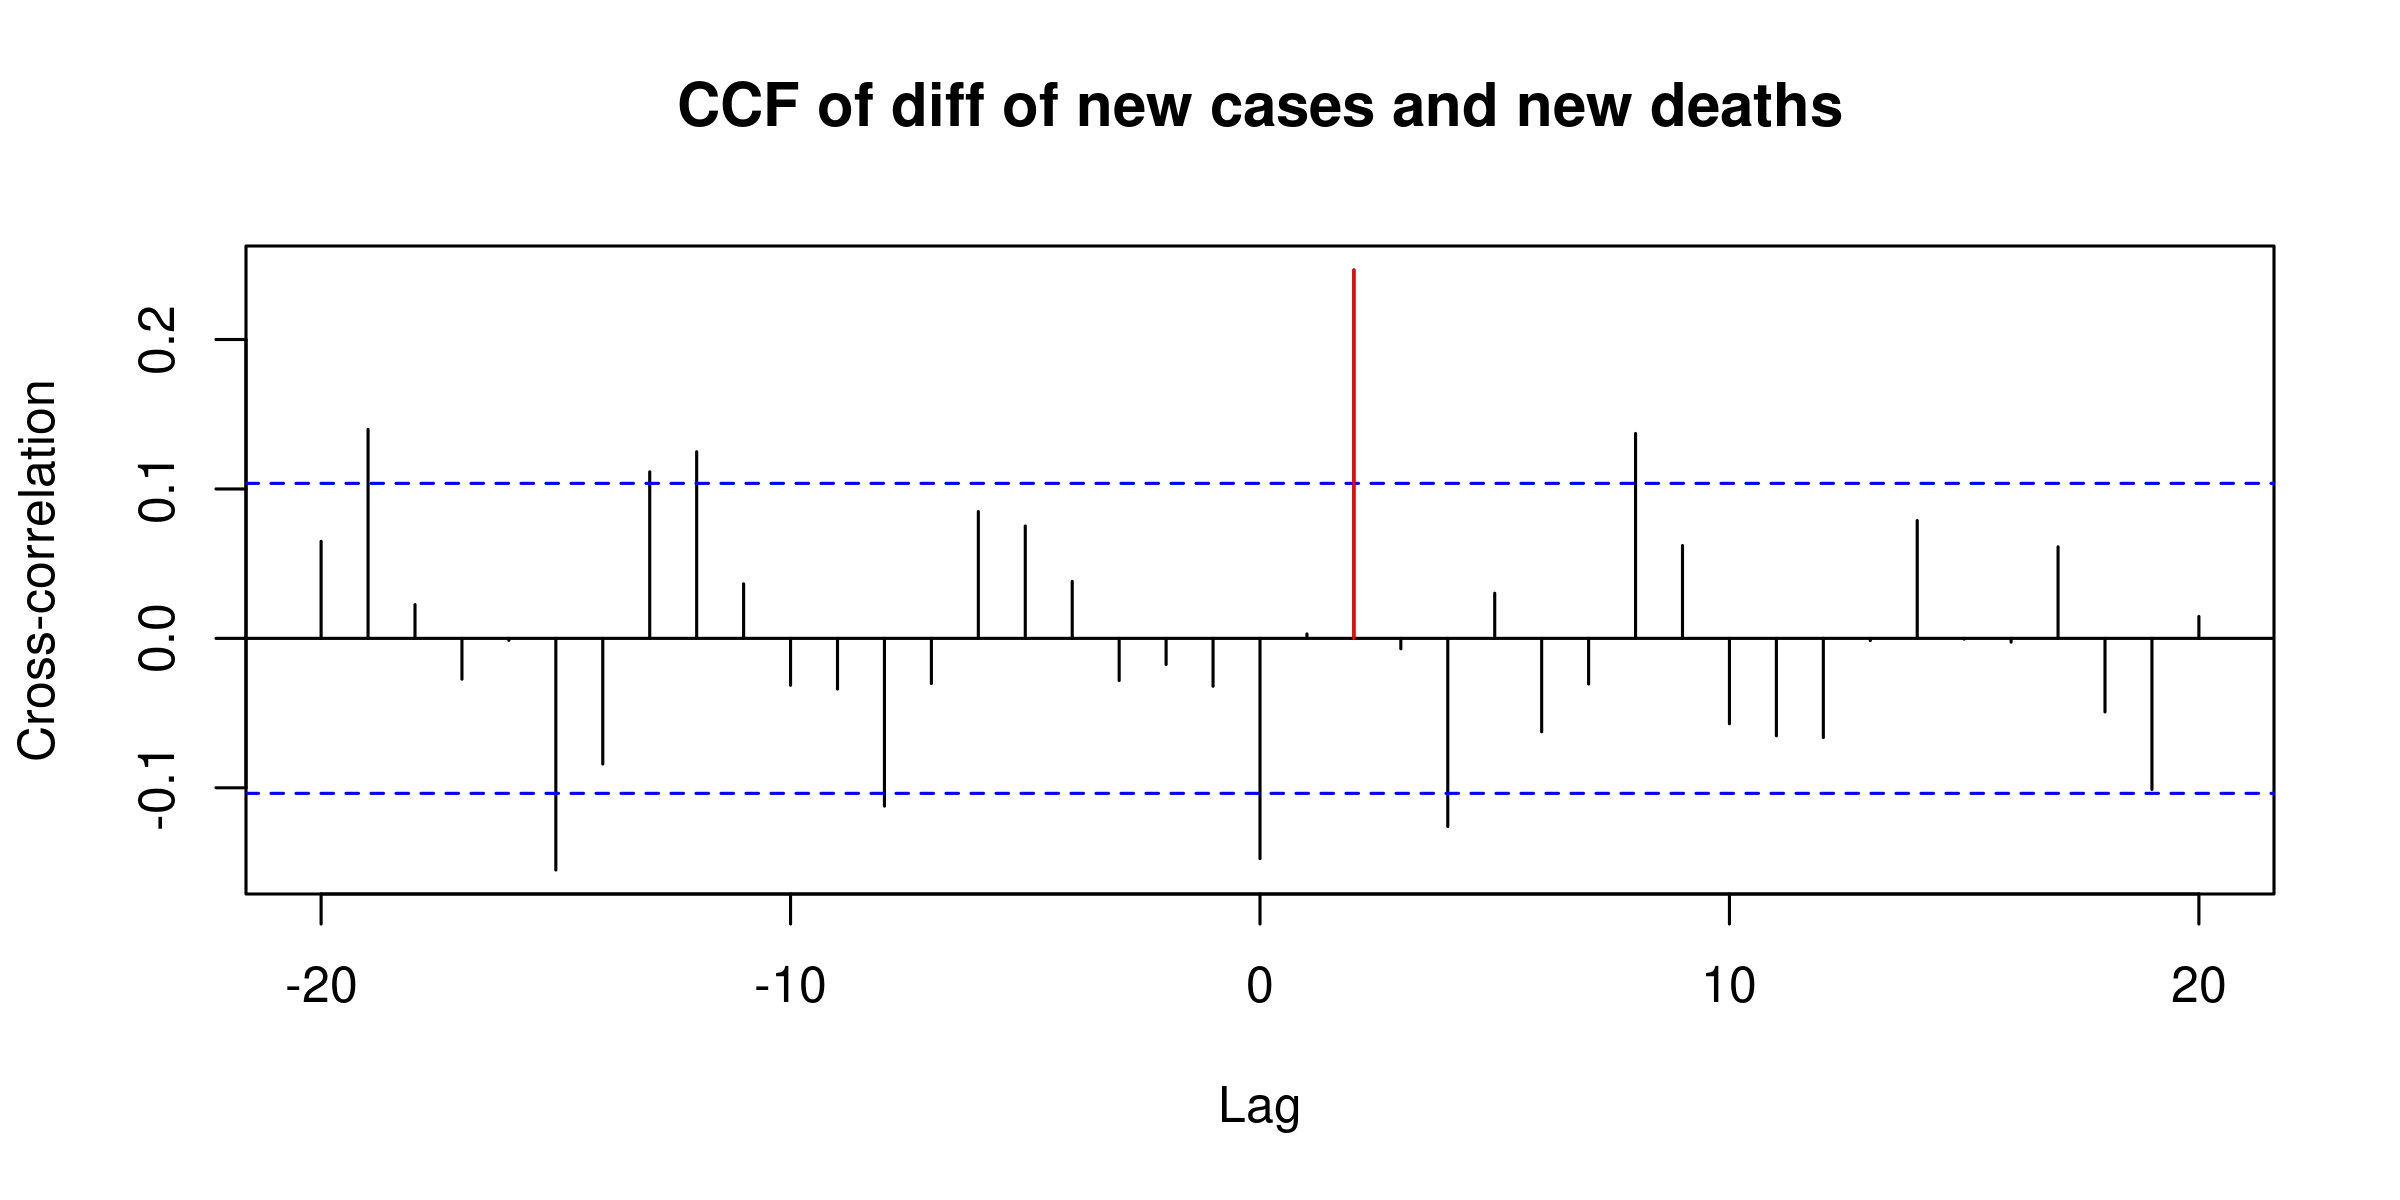 CCF of diff of new cases and new deaths
Cross-correlation
0.2
0.1
0.0
-0.1
-20 -10 0 10 20
Lag